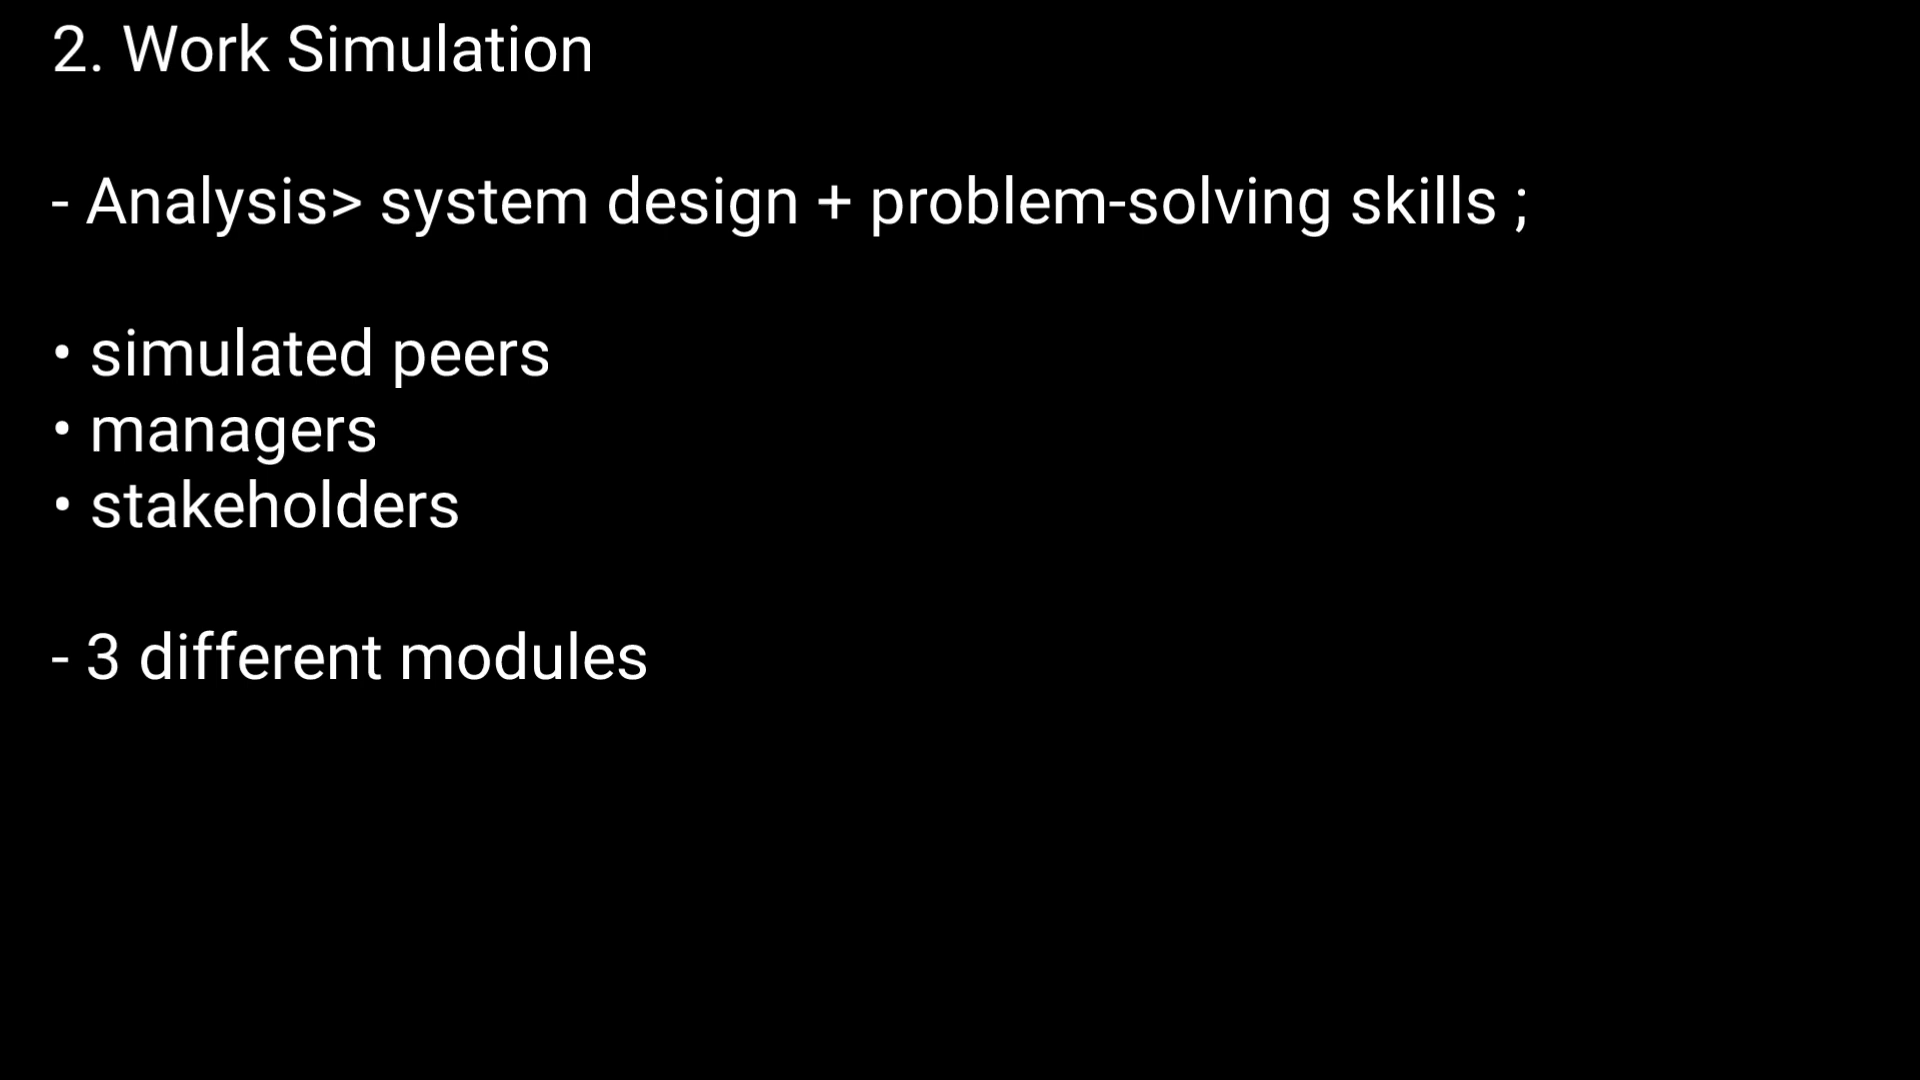 2. Work Simulation
- Analysis> system design + problem-solving skills ;
• simulated peers
• managers
• stakeholders
- 3 different modules